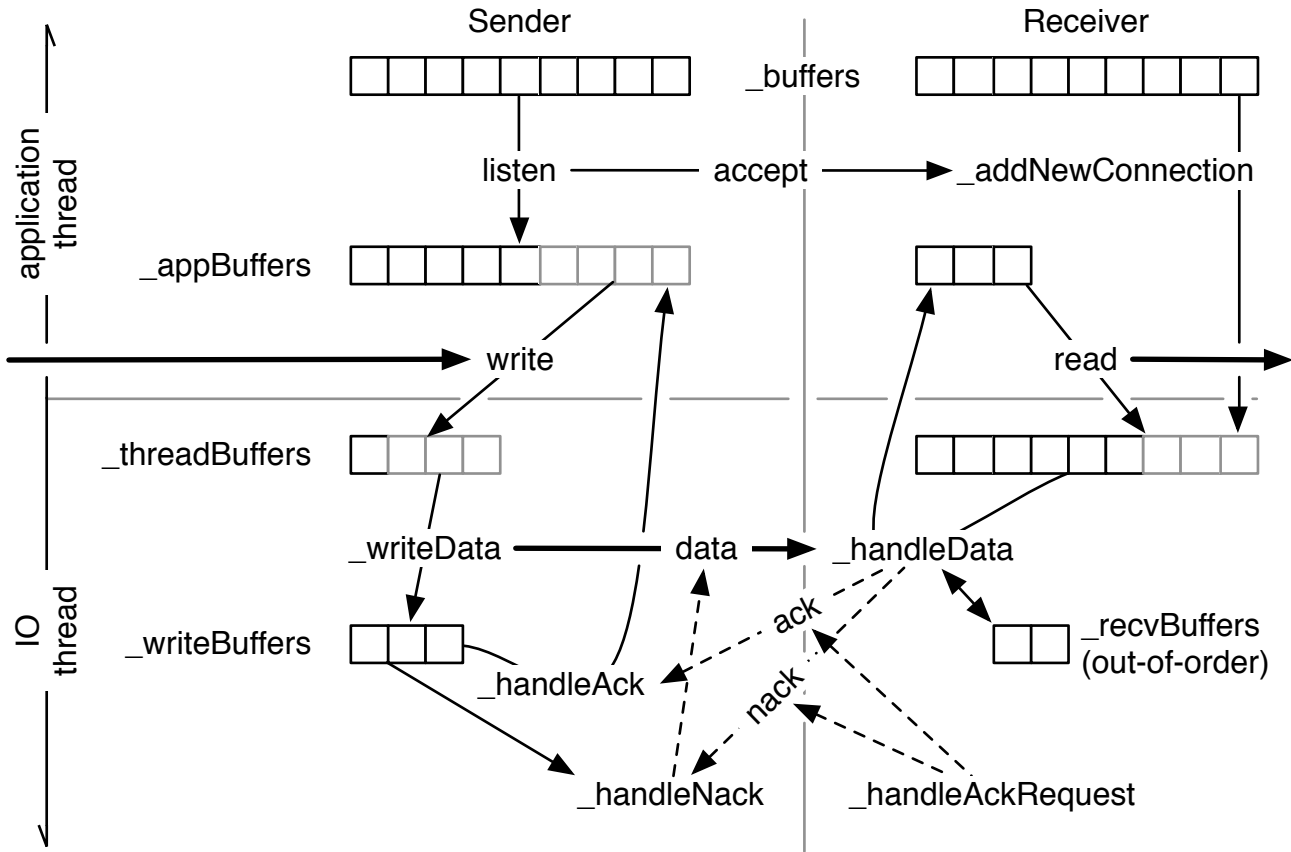 Sender
Receiver
_buffers
listen
accept
_addNewConnection
application
thread
_appBuffers
write
read
_threadBuffers
_writeData
data
_handleData
IO
thread
_writeBuffers
ack
_recvBuffers
(out-of-order)
_handleAck
nack
_handleNack
_handleAckRequest